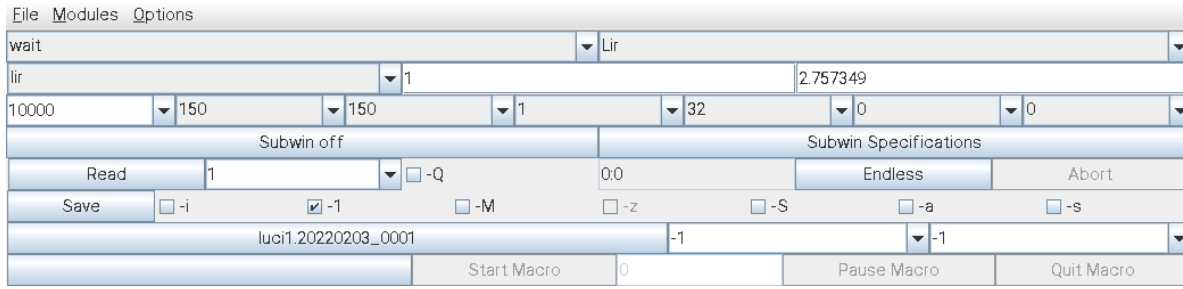 File Modules Options
wait Lir
lir 1 2.757349
10000 150 150 1 32 0 0
Subwin off Subwin Specifications
Read 1 -Q 0:0 Endless Abort
Save -i -1 -M -z -S -a -s
luci1.20220203_0001 -1 -1
Start Macro 0 Pause Macro Quit Macro